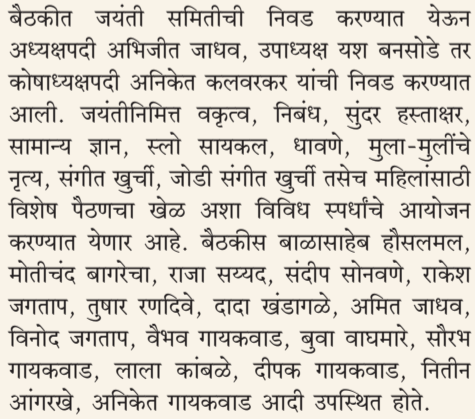 बैठकीत जयंती समितीची निवड करण्यात येऊन
अध्यक्षपदी अभिजीत जाधव, उपाध्यक्ष यश बनसोडे तर
कोषाध्यक्षपदी अनिकेत कलवरकर यांची निवड करण्यात
आली. जयंतीनिमित्त वकृत्व, निबंध, सुंदर हस्ताक्षर,
सामान्य ज्ञान, स्लो सायकल, धावणे, मुला-मुलींचे
नृत्य, संगीत खुर्ची, जोडी संगीत खुर्ची तसेच महिलांसाठी
विशेष पैठणचा खेळ अशा विविध स्पर्धांचे आयोजन
करण्यात येणार आहे. बैठकीस बाळासाहेब हौसलमल,
मोतीचंद बागरेचा, राजा सय्यद, संदीप सोनवणे, राकेश
जगताप, तुषार रणदिवे, दादा खंडागळे, अमित जाधव,
विनोद जगताप, वैभव गायकवाड, बुवा वाघमारे, सौरभ
गायकवाड, लाला कांबळे, दीपक गायकवाड, नितीन
आंगरखे, अनिकेत गायकवाड आदी उपस्थित होते.